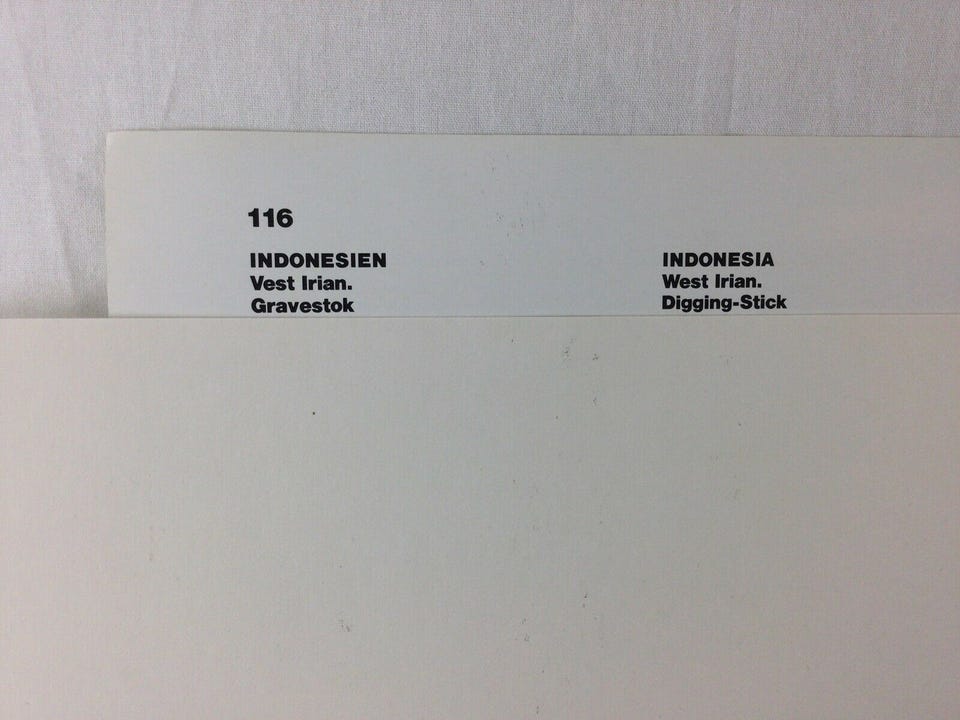 116
INDONESIEN
Vest Irian.
Gravestok
INDONESIA
West Irian.
Digging-Stick